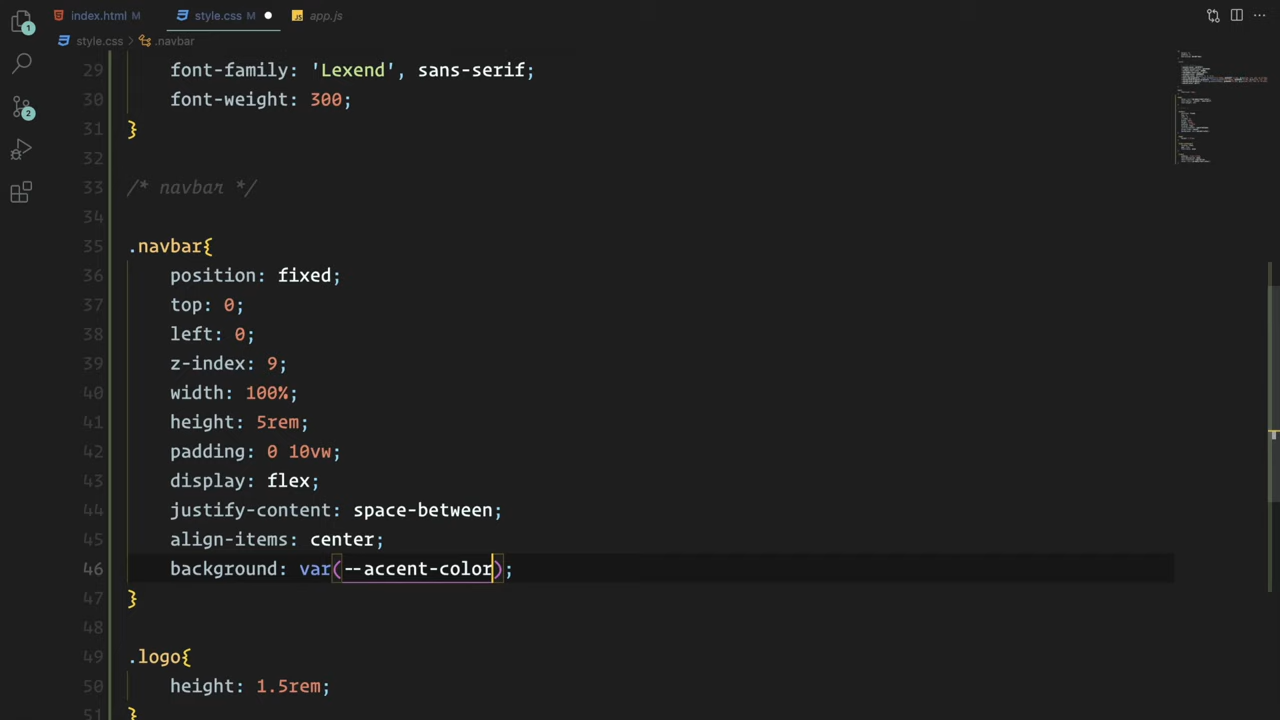 index.html M
style.css M
app.js
style.css > .navbar
29 font-family: 'Lexend', sans-serif;
30 font-weight: 300;
31 }
32
33 /* navbar */
34
35 .navbar{
36 position: fixed;
37 top: 0;
38 left: 0;
39 z-index: 9;
40 width: 100%;
41 height: 5rem;
42 padding: 0 10vw;
43 display: flex;
44 justify-content: space-between;
45 align-items: center;
46 background: var(--accent-color);
47 }
48
49 .logo{
50 height: 1.5rem;
51 }
1
2